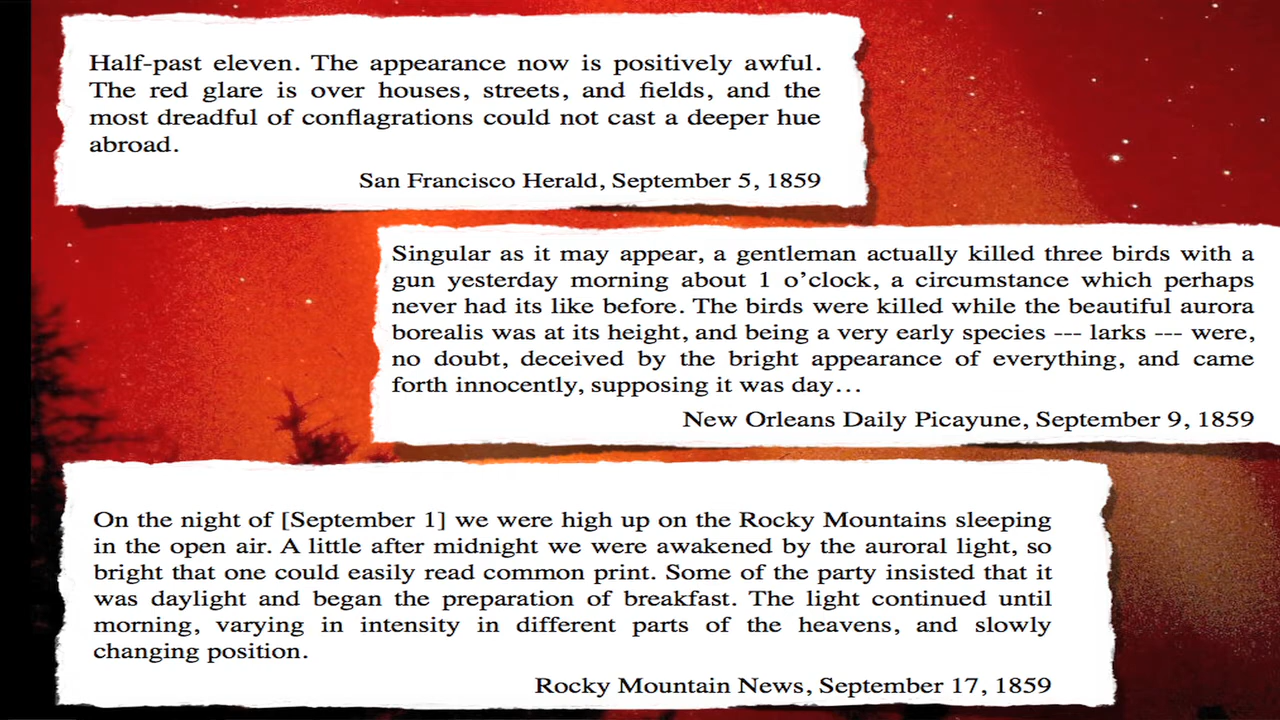 Half-past eleven. The appearance now is positively awful.
The red glare is over houses, streets, and fields, and the
most dreadful of conflagrations could not cast a deeper hue
abroad.
San Francisco Herald, September 5, 1859
Singular as it may appear, a gentleman actually killed three birds with a
gun yesterday morning about 1 o’clock, a circumstance which perhaps
never had its like before. The birds were killed while the beautiful aurora
borealis was at its height, and being a very early species --- larks --- were,
no doubt, deceived by the bright appearance of everything, and came
forth innocently, supposing it was day…
New Orleans Daily Picayune, September 9, 1859
On the night of [September 1] we were high up on the Rocky Mountains sleeping
in the open air. A little after midnight we were awakened by the auroral light, so
bright that one could easily read common print. Some of the party insisted that it
was daylight and began the preparation of breakfast. The light continued until
morning, varying in intensity in different parts of the heavens, and slowly
changing position.
Rocky Mountain News, September 17, 1859